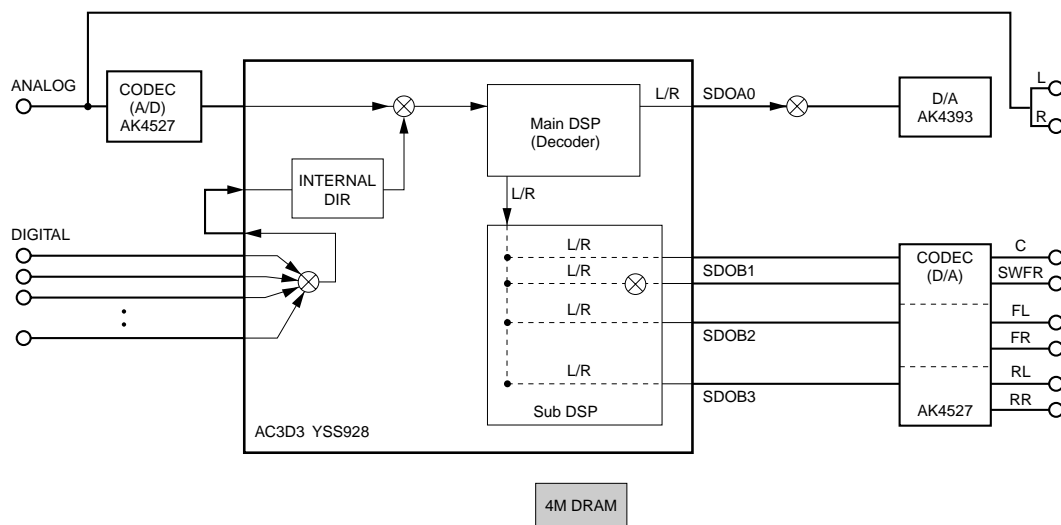 ANALOG
CODEC
(A/D)
AK4527
L/R
SDOA0
D/A
AK4393
L
R
Main DSP
(Decoder)
INTERNAL
DIR
L/R
DIGITAL
L/R
L/R
L/R
L/R
Sub DSP
SDOB1
SDOB2
SDOB3
CODEC
(D/A)
AK4527
C
SWFR
FL
FR
RL
RR
AC3D3 YSS928
4M DRAM